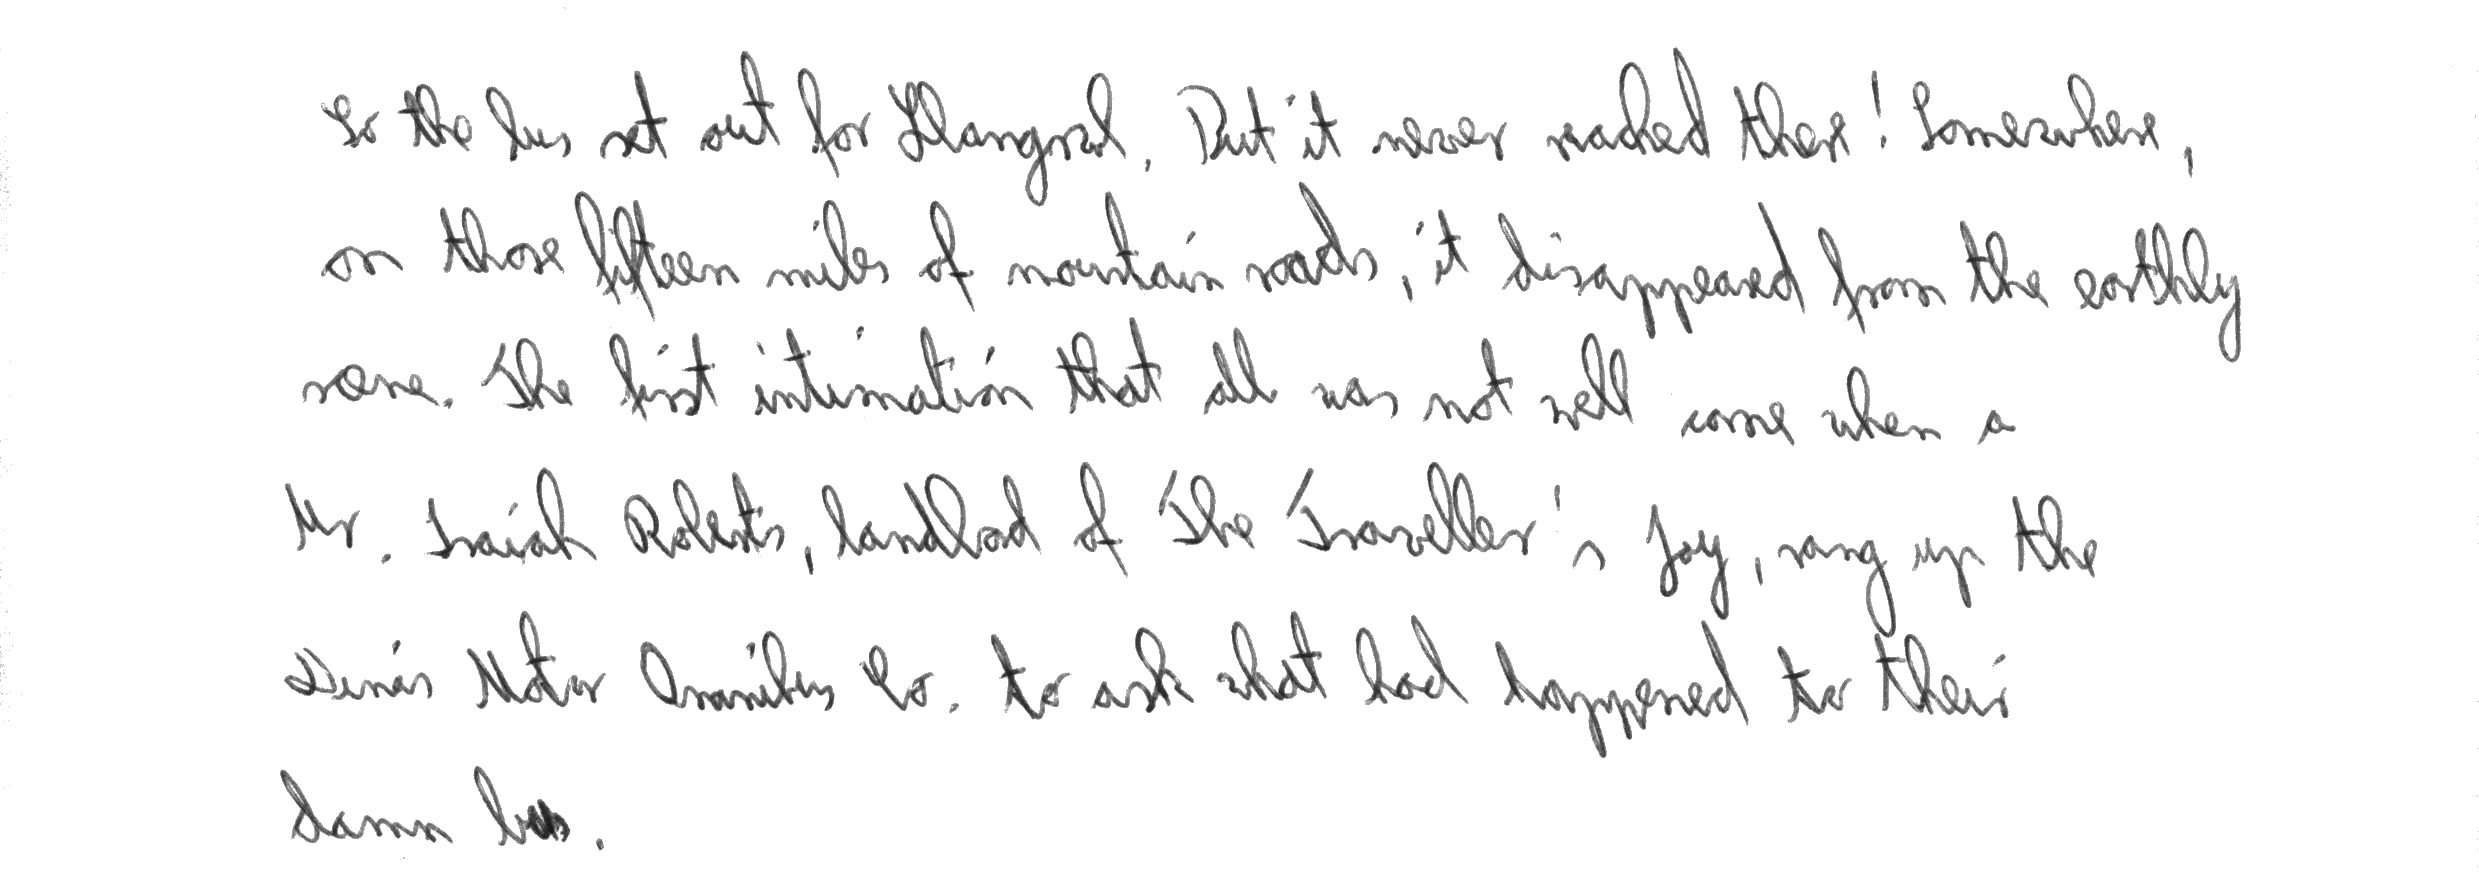 So the bus set out for Llangrol. But it never reached there! Somewhere,
on those fifteen miles of mountain roads, it disappeared from the earthly
scene. The first intimation that all was not well came when a
Mr. Isaiah Roberts, landlord of The Traveller's Joy, rang up the
Dinas Motor Omnibus Co. to ask what had happened to their
damn bus.